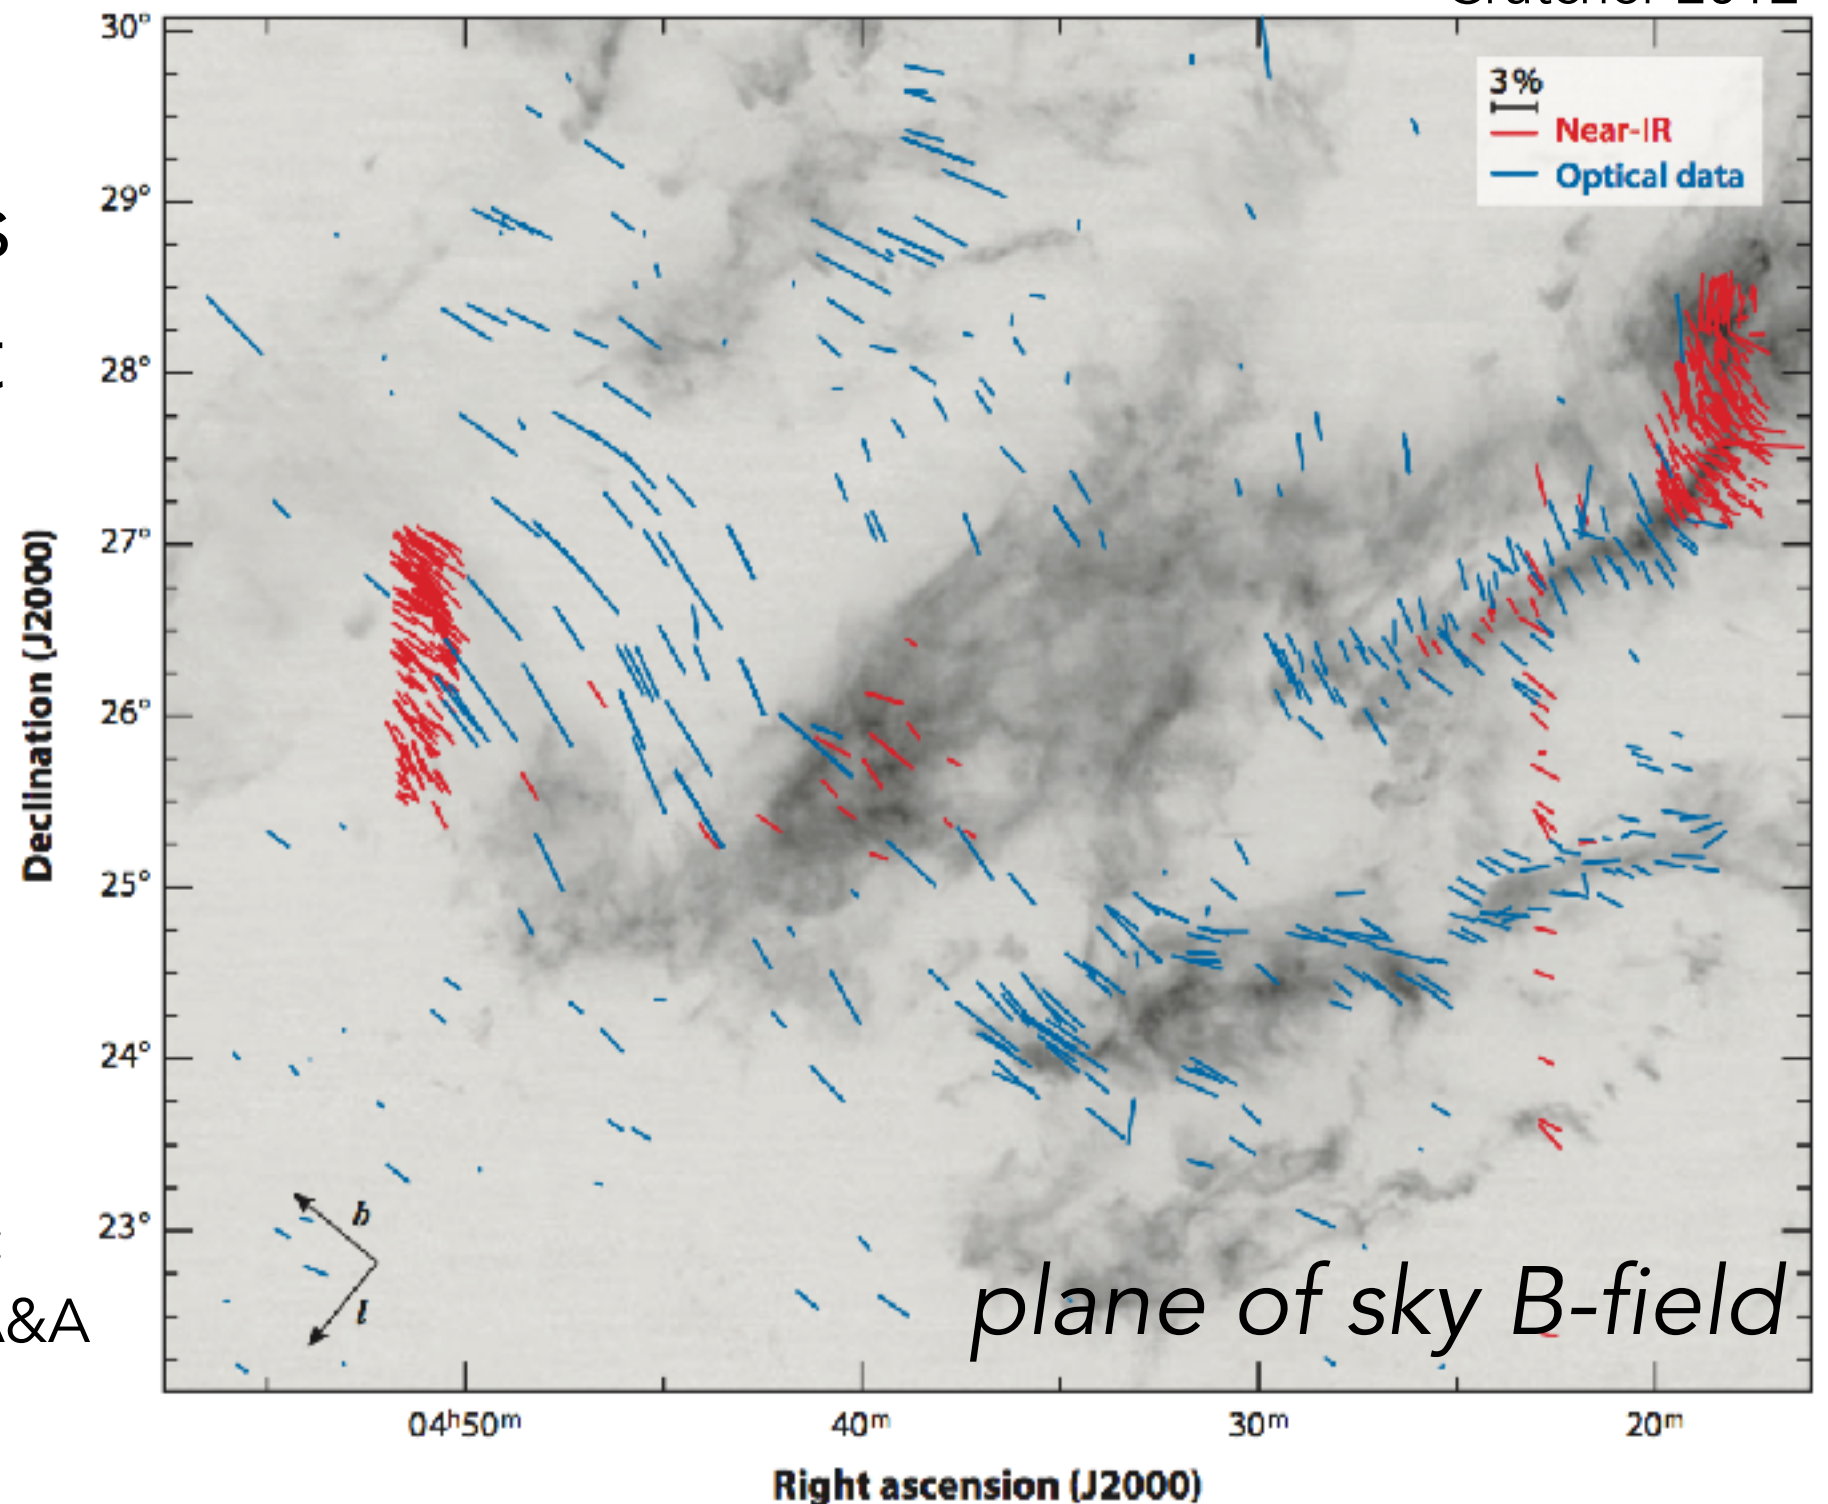 30°
3%
Near-IR
Optical data
29°
28°
27°
26°
25°
24°
23°
Declination (J2000)
b
l
&A
plane of sky B-field
04h50m
40m
30m
20m
Right ascension (J2000)